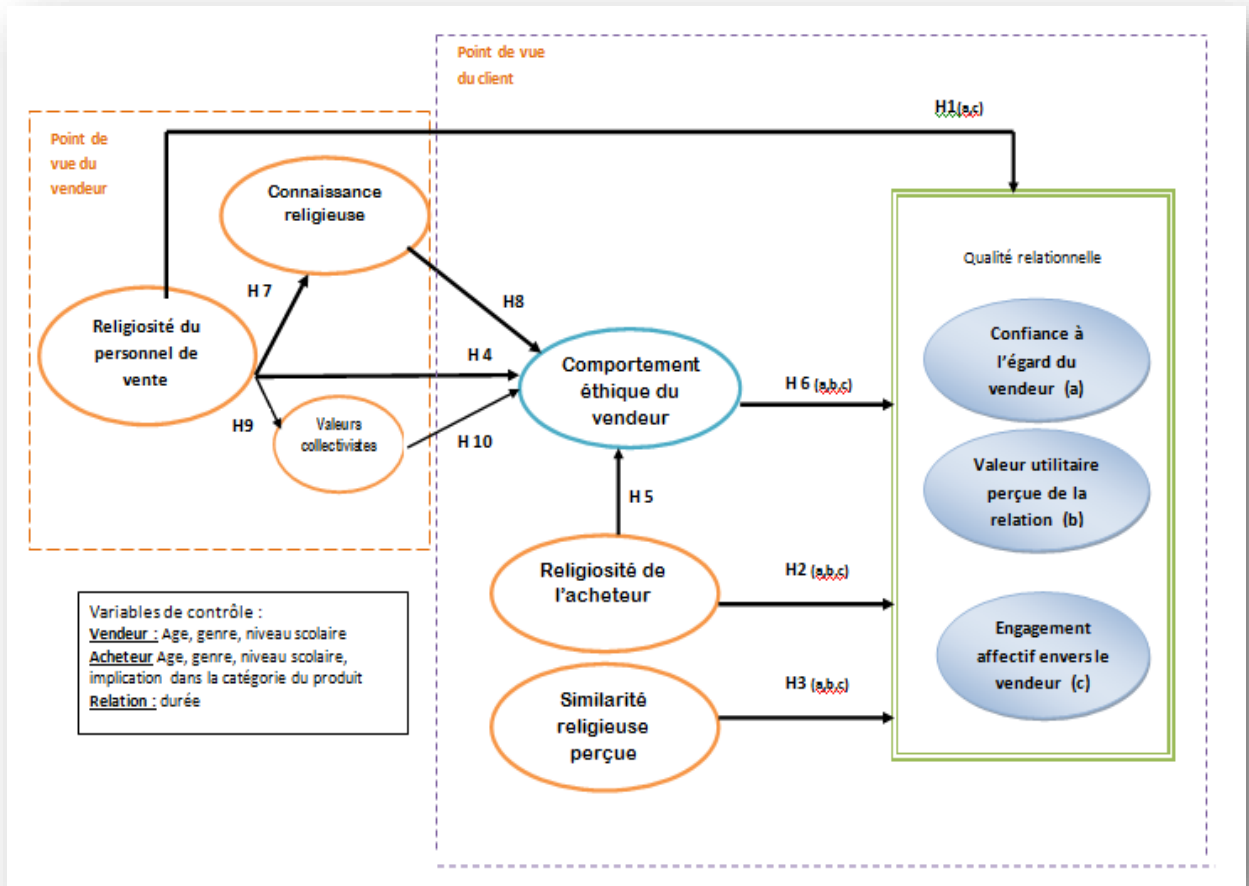 Point de vue
du client
H1(a,c)
Point de
vue du
vendeur
Connaissance
religieuse
Qualité relationnelle
H 7
H8
Religiosité du
personnel de
vente
Confiance à
l'égard du
vendeur (a)
H 4
Comportement
éthique du
vendeur
H 6 (a,b,c)
H9
Valeurs
collectivistes
H 10
Valeur utilitaire
perçue de la
relation (b)
H 5
Religiosité de
l'acheteur
H2 (a,b,c)
Variables de contrôle :
Vendeur : Age, genre, niveau scolaire
Acheteur Age, genre, niveau scolaire,
implication dans la catégorie du produit
Relation : durée
Engagement
affectif envers le
vendeur (c)
H3 (a,b,c)
Similarité
religieuse
perçue